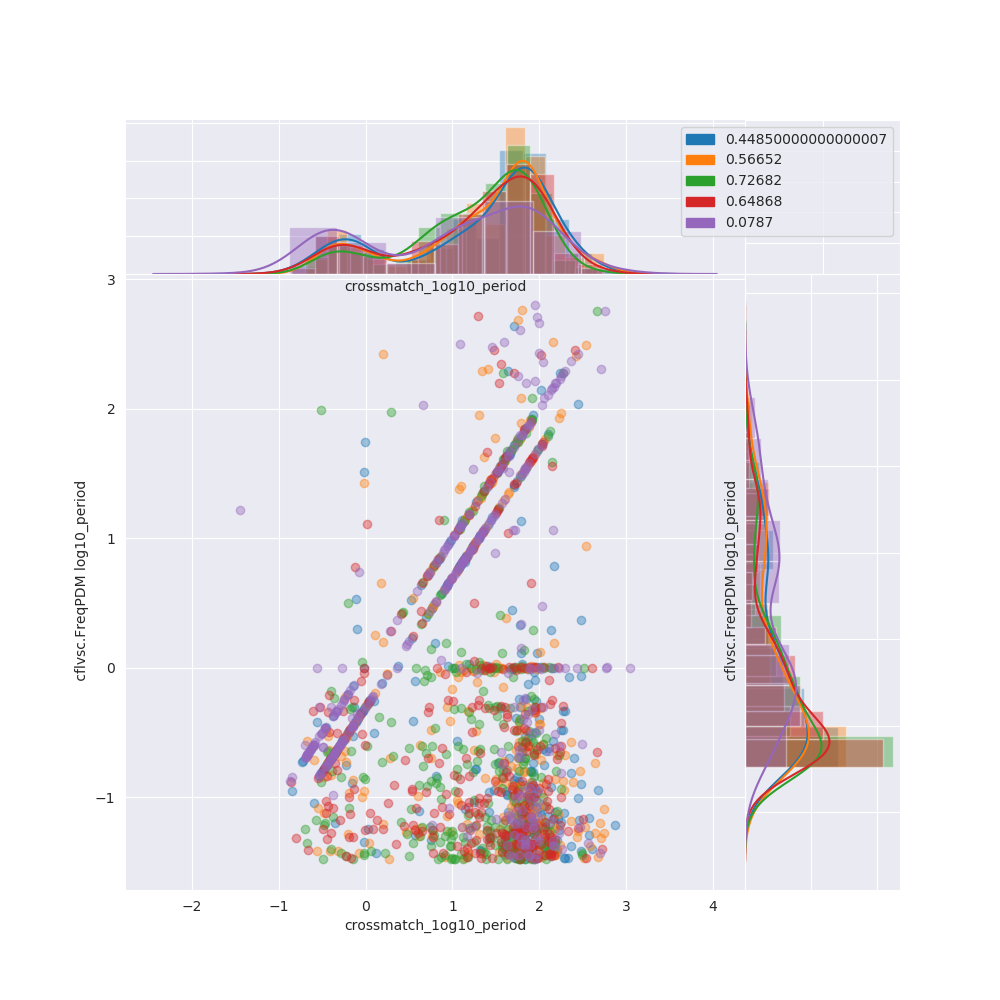 0.44850000000000007
0.56652
0.72682
0.64868
0.0787
crossmatch_1og10_period
3
2
1
0
−1
cflvsc.FreqPDM log10_period
cflvsc.FreqPDM log10_period
−2 −1 0 1 2 3 4
crossmatch_1og10_period